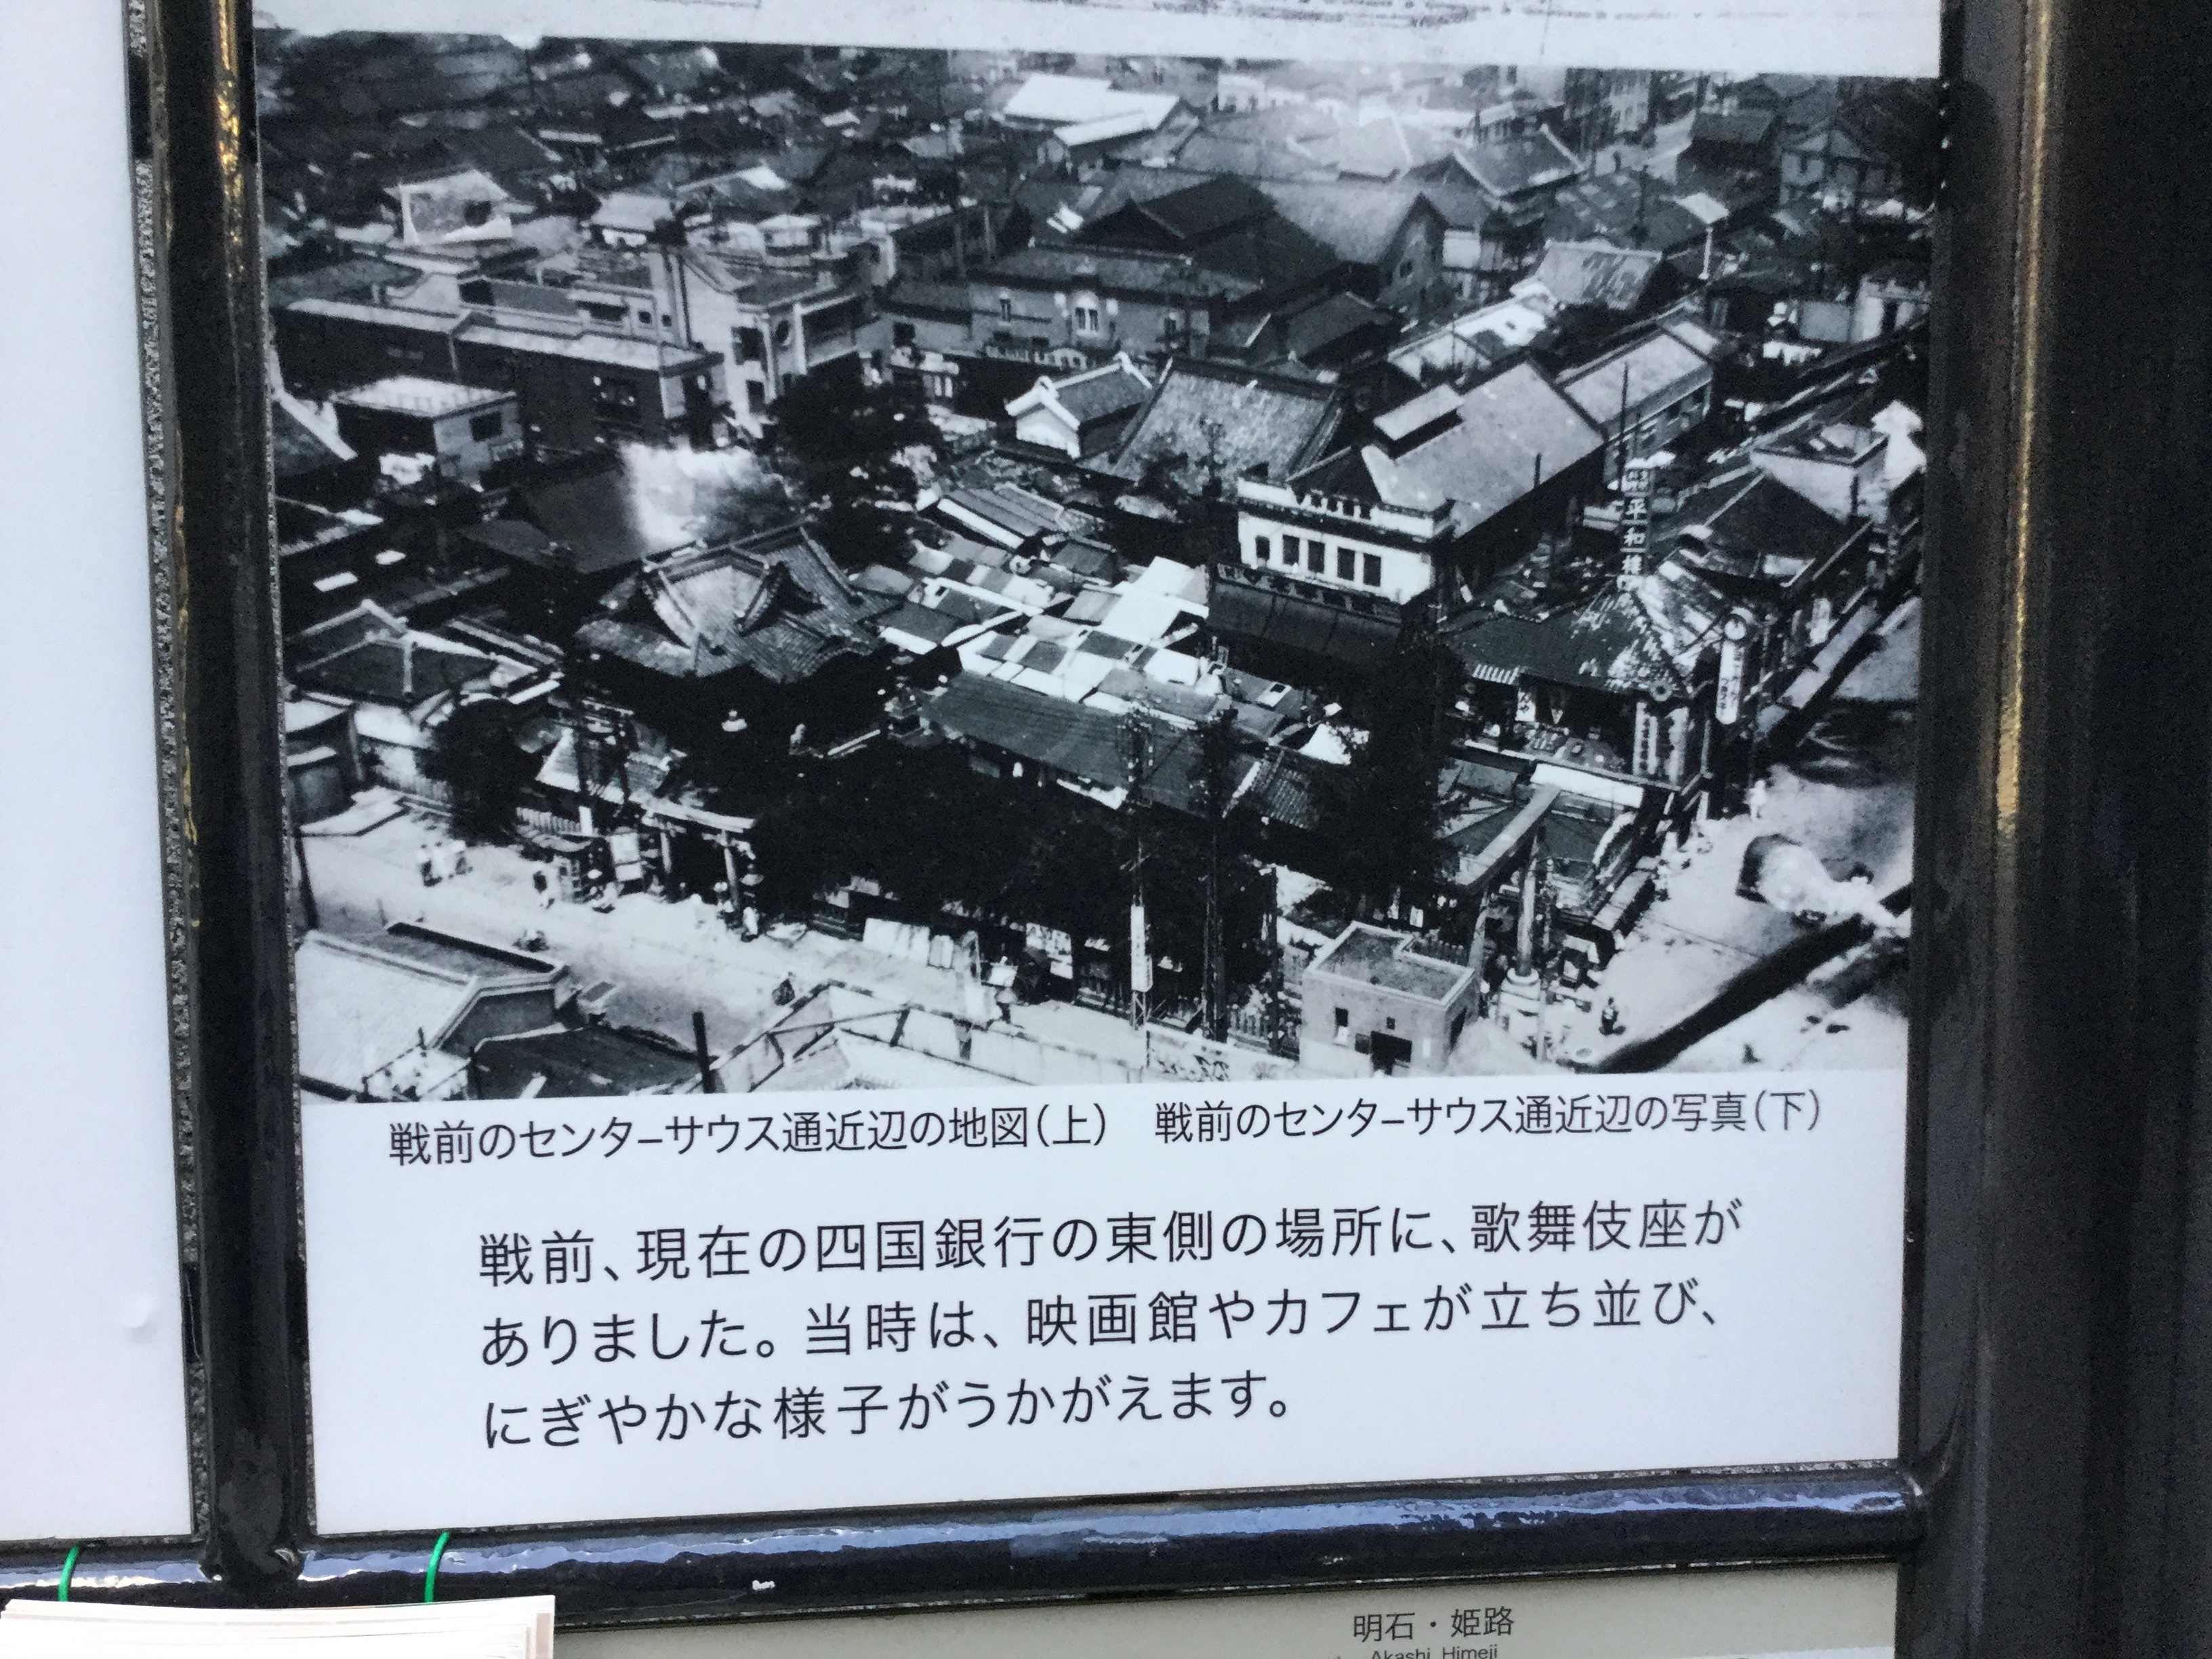 平和楼
戦前のセンターサウス通近辺の地図（上）　戦前のセンターサウス通近辺の写真（下）
戦前、現在の四国銀行の東側の場所に、歌舞伎座が
ありました。当時は、映画館やカフェが立ち並び、
にぎやかな様子がうかがえます。
明石・姫路
Akashi, Himeji